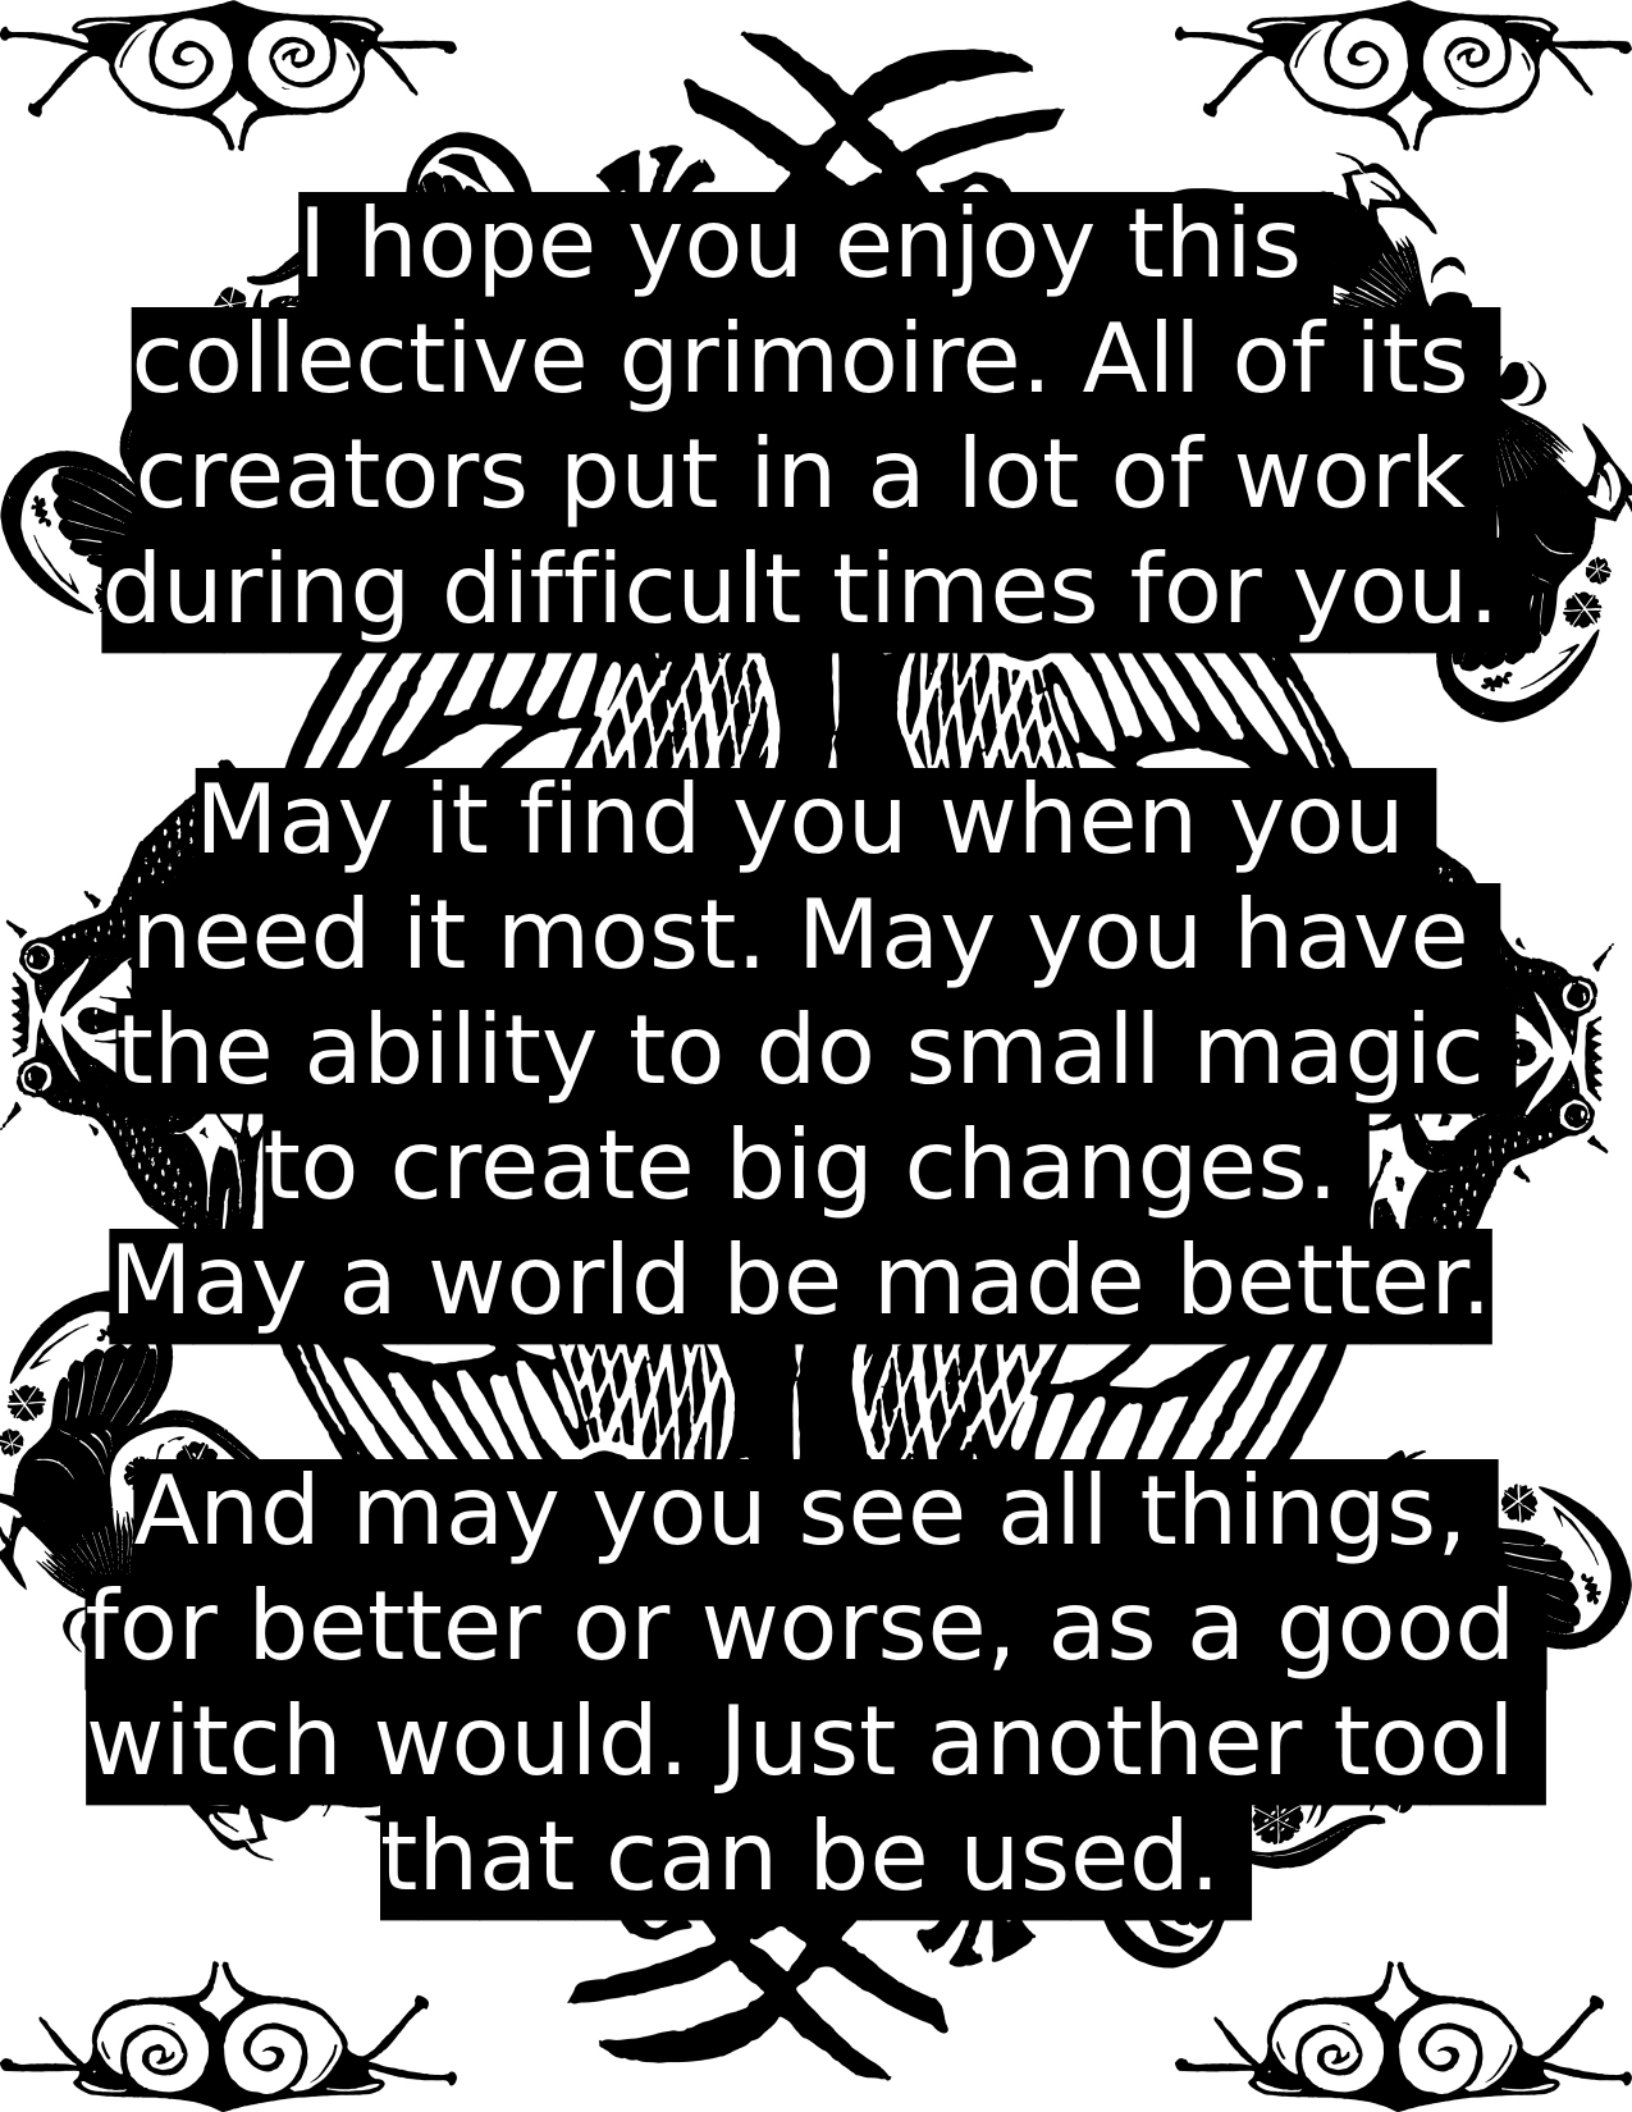 I hope you enjoy this
collective grimoire. All of its
creators put in a lot of work
during difficult times for you.
May it find you when you
need it most. May you have
the ability to do small magic
to create big changes.
May a world be made better.
And may you see all things,
for better or worse, as a good
witch would. Just another tool
that can be used.